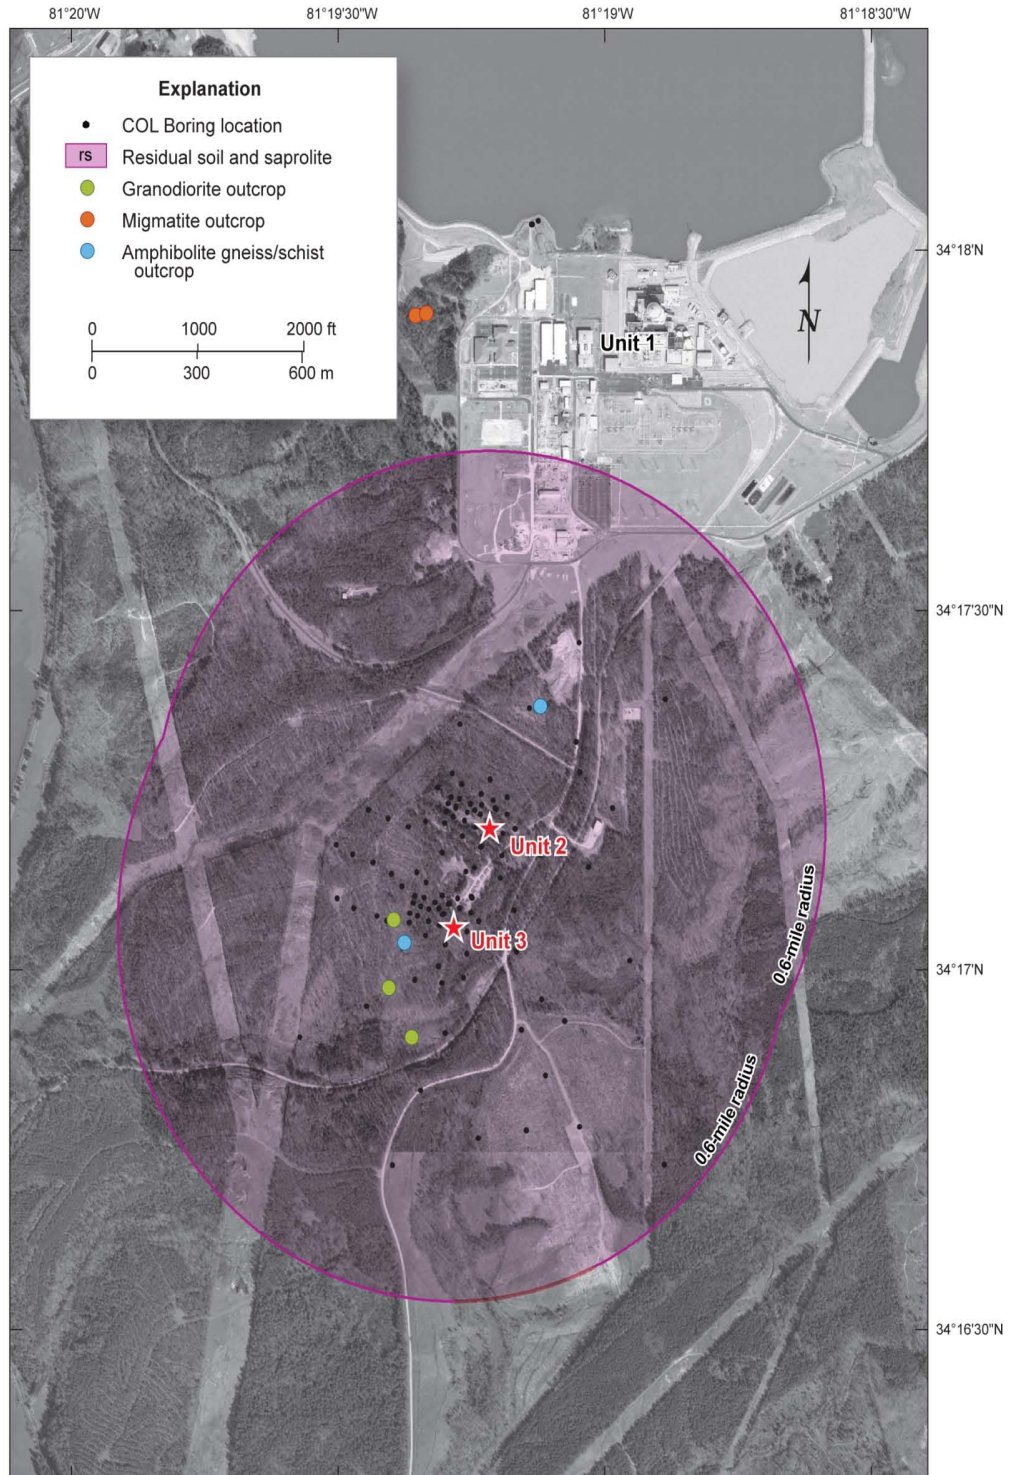 81°20'W 81°19'30"W 81°19'W 81°18'30"W
Explanation
COL Boring location
rs Residual soil and saprolite
Granodiorite outcrop
Migmatite outcrop
Amphibolite gneiss/schist
outcrop
0 1000 2000 ft
0 300 600 m
34°18'N
N
Unit 1
34°17'30"N
Unit 2
0.6-mile radius
Unit 3
34°17'N
0.6-mile radius
34°16'30"N